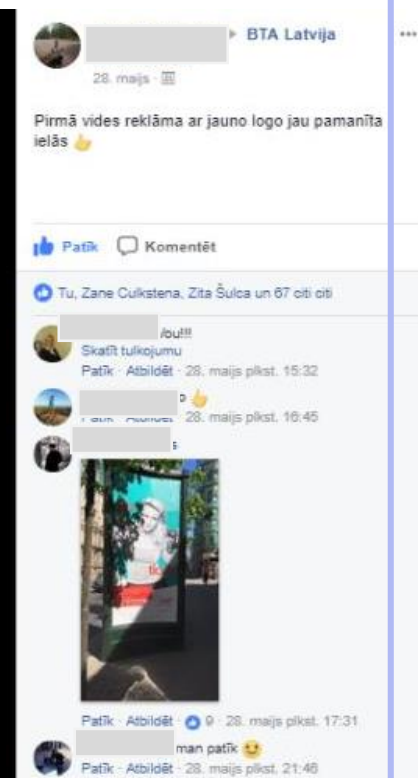 BTA Latvija
28. maijs
Pirmā vides reklāma ar jauno logo jau pamanīta
ielās
Patīk Komentēt
Tu, Zane Culkstena, Zita Šulca un 67 citi citi
Skatīt tulkojumu
Patīk · Atbildēt · 28. maijs plkst. 15:32
28. maijs plkst. 16:45
Patīk · Atbildēt · 9 · 28. maijs plkst. 17:31
man patīk
Patīk · Atbildēt · 28. maijs plkst. 21:46